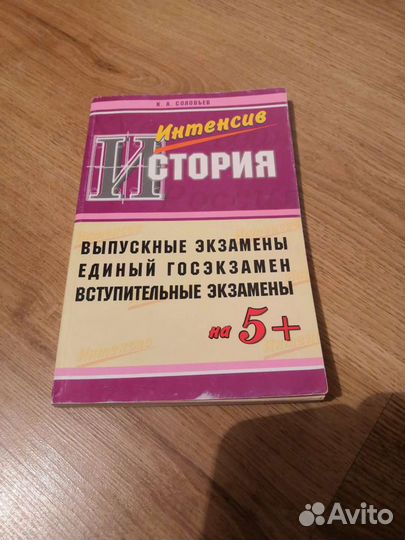 К. А. СОЛОВЬЕВ
Интенсив
ИСТОРИЯ
ВЫПУСКНЫЕ ЭКЗАМЕНЫ
ЕДИНЫЙ ГОСЭКЗАМЕН
ВСТУПИТЕЛЬНЫЕ ЭКЗАМЕНЫ
на 5+
Avito